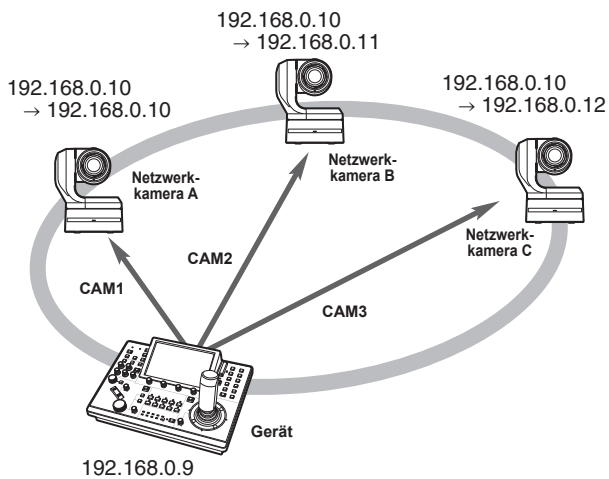 192.168.0.10
→ 192.168.0.11
192.168.0.10
→ 192.168.0.10
192.168.0.10
→ 192.168.0.12
Netzwerk-
kamera A
Netzwerk-
kamera B
Netzwerk-
kamera C
CAM1
CAM2
CAM3
Gerät
192.168.0.9